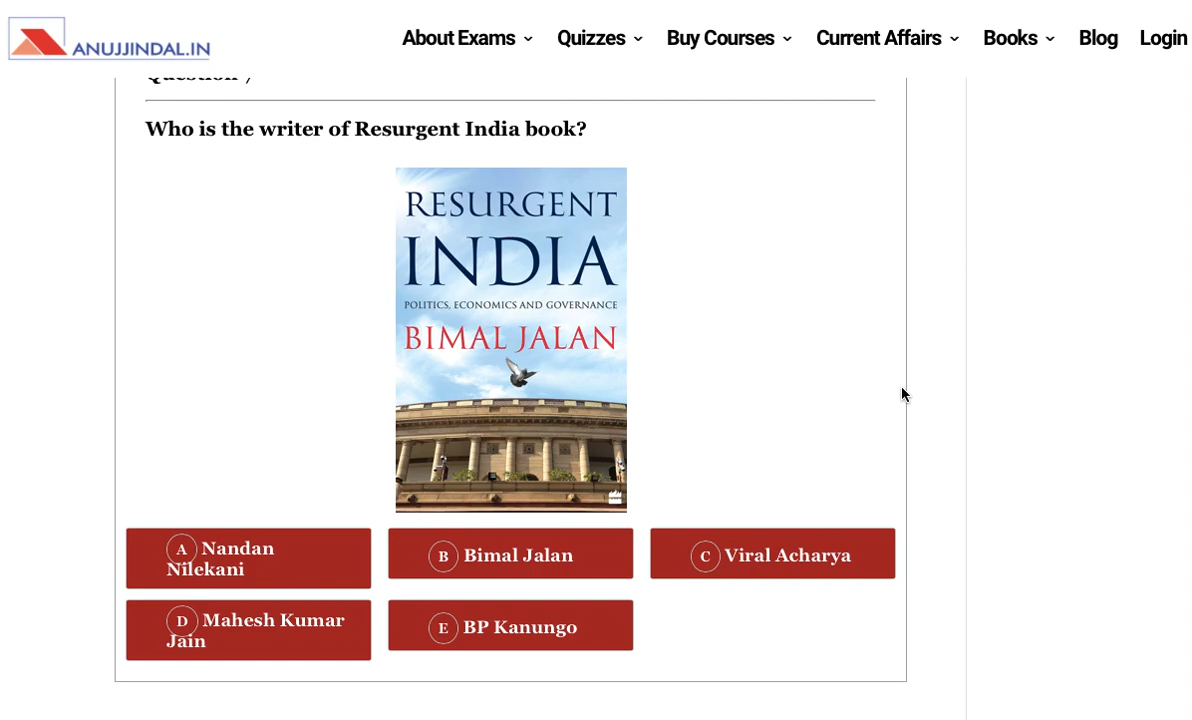 ANUJJINDAL.IN
About Exams Quizzes Buy Courses Current Affairs Books Blog Login
Question 7
Who is the writer of Resurgent India book?
RESURGENT
INDIA
POLITICS, ECONOMICS AND GOVERNANCE
BIMAL JALAN
A Nandan
Nilekani
B Bimal Jalan
C Viral Acharya
D Mahesh Kumar
Jain
E BP Kanungo